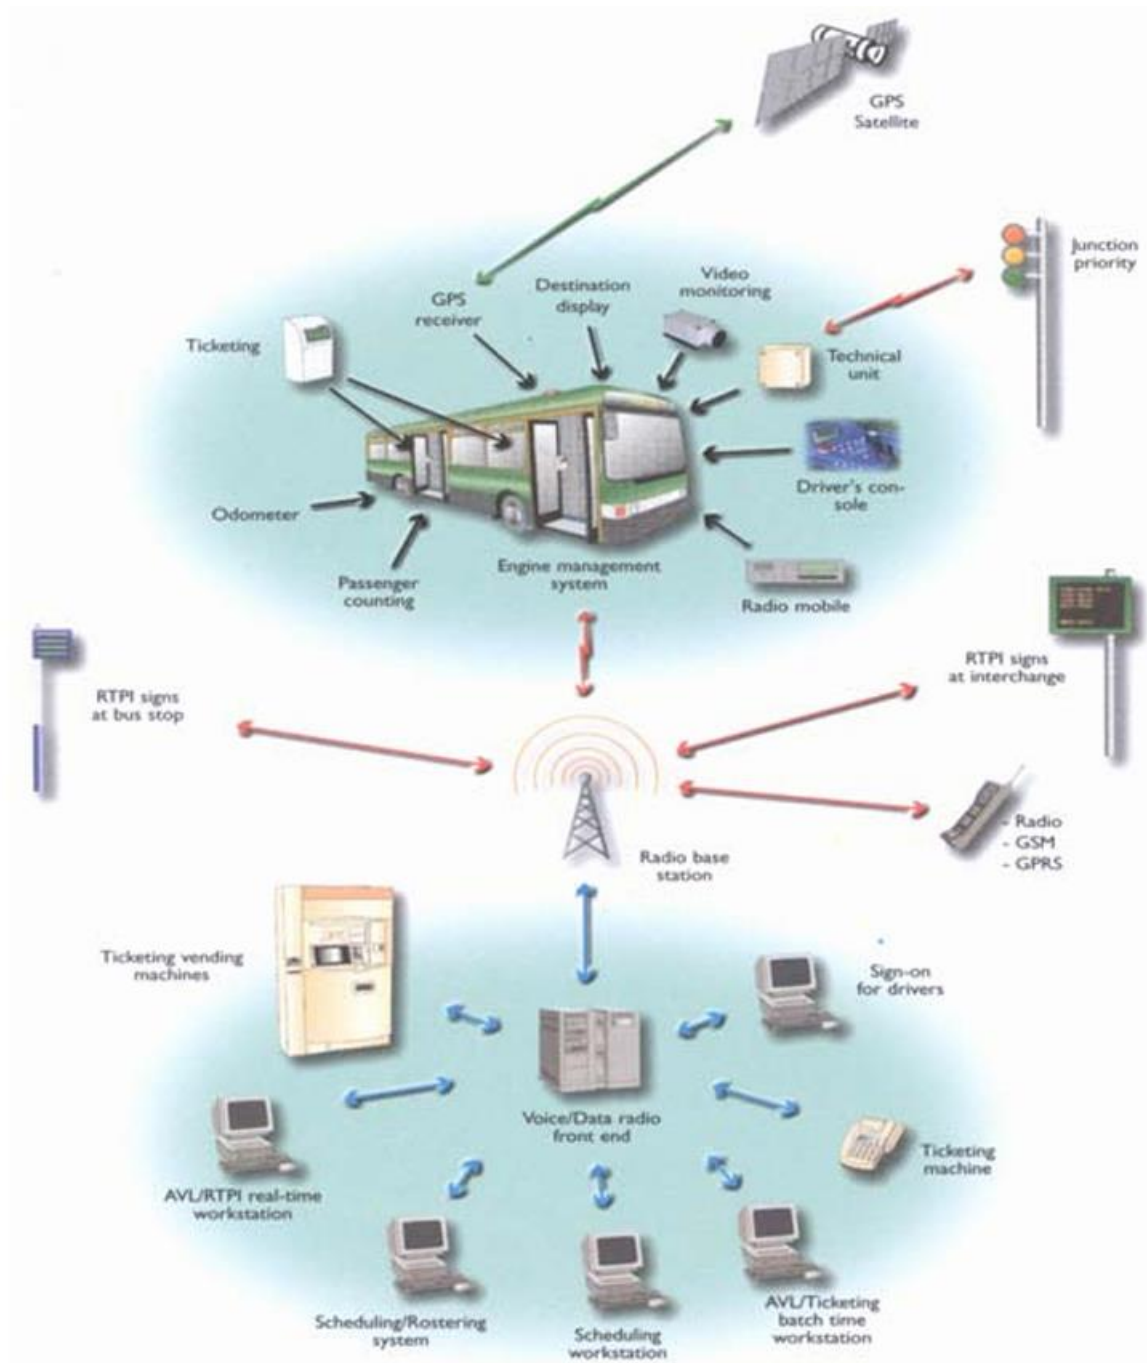 GPS
Satellite
Junction
priority
Video
monitoring
Destination
display
GPS
receiver
Ticketing
Technical
unit
Driver's con-
sole
Odometer
Passenger
counting
Engine management
system
Radio mobile
RTPI signs
at bus stop
RTPI signs
at interchange
- Radio
- GSM
- GPRS
Radio base
station
Ticketing vending
machines
Sign-on
for drivers
Voice/Data radio
front end
Ticketing
machine
AVL/RTPI real-time
workstation
Scheduling/Rostering
system
Scheduling
workstation
AVL/Ticketing
batch time
workstation